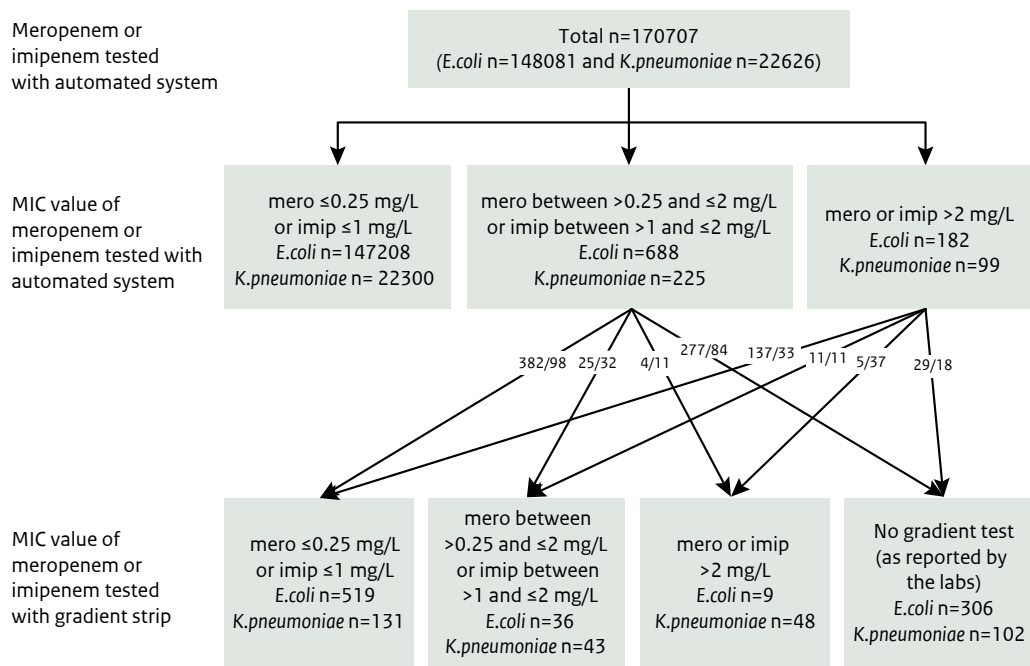 Meropenem or
imipenem tested
with automated system
Total n=170707
(E.coli n=148081 and K.pneumoniae n=22626)
MIC value of
meropenem or
imipenem tested with
automated system
mero ≤0.25 mg/L
or imip ≤1 mg/L
E.coli n=147208
K.pneumoniae n= 22300
mero between >0.25 and ≤2 mg/L
or imip between >1 and ≤2 mg/L
E.coli n=688
K.pneumoniae n=225
mero or imip >2 mg/L
E.coli n=182
K.pneumoniae n=99
382/98
25/32
4/11
277/84
137/33
11/11
5/37
29/18
MIC value of
meropenem or
imipenem tested
with gradient strip
mero ≤0.25 mg/L
or imip ≤1 mg/L
E.coli n=519
K.pneumoniae n=131
mero between
>0.25 and ≤2 mg/L
or imip between
>1 and ≤2 mg/L
E.coli n=36
K.pneumoniae n=43
mero or imip
>2 mg/L
E.coli n=9
K.pneumoniae n=48
No gradient test
(as reported by
the labs)
E.coli n=306
K.pneumoniae n=102